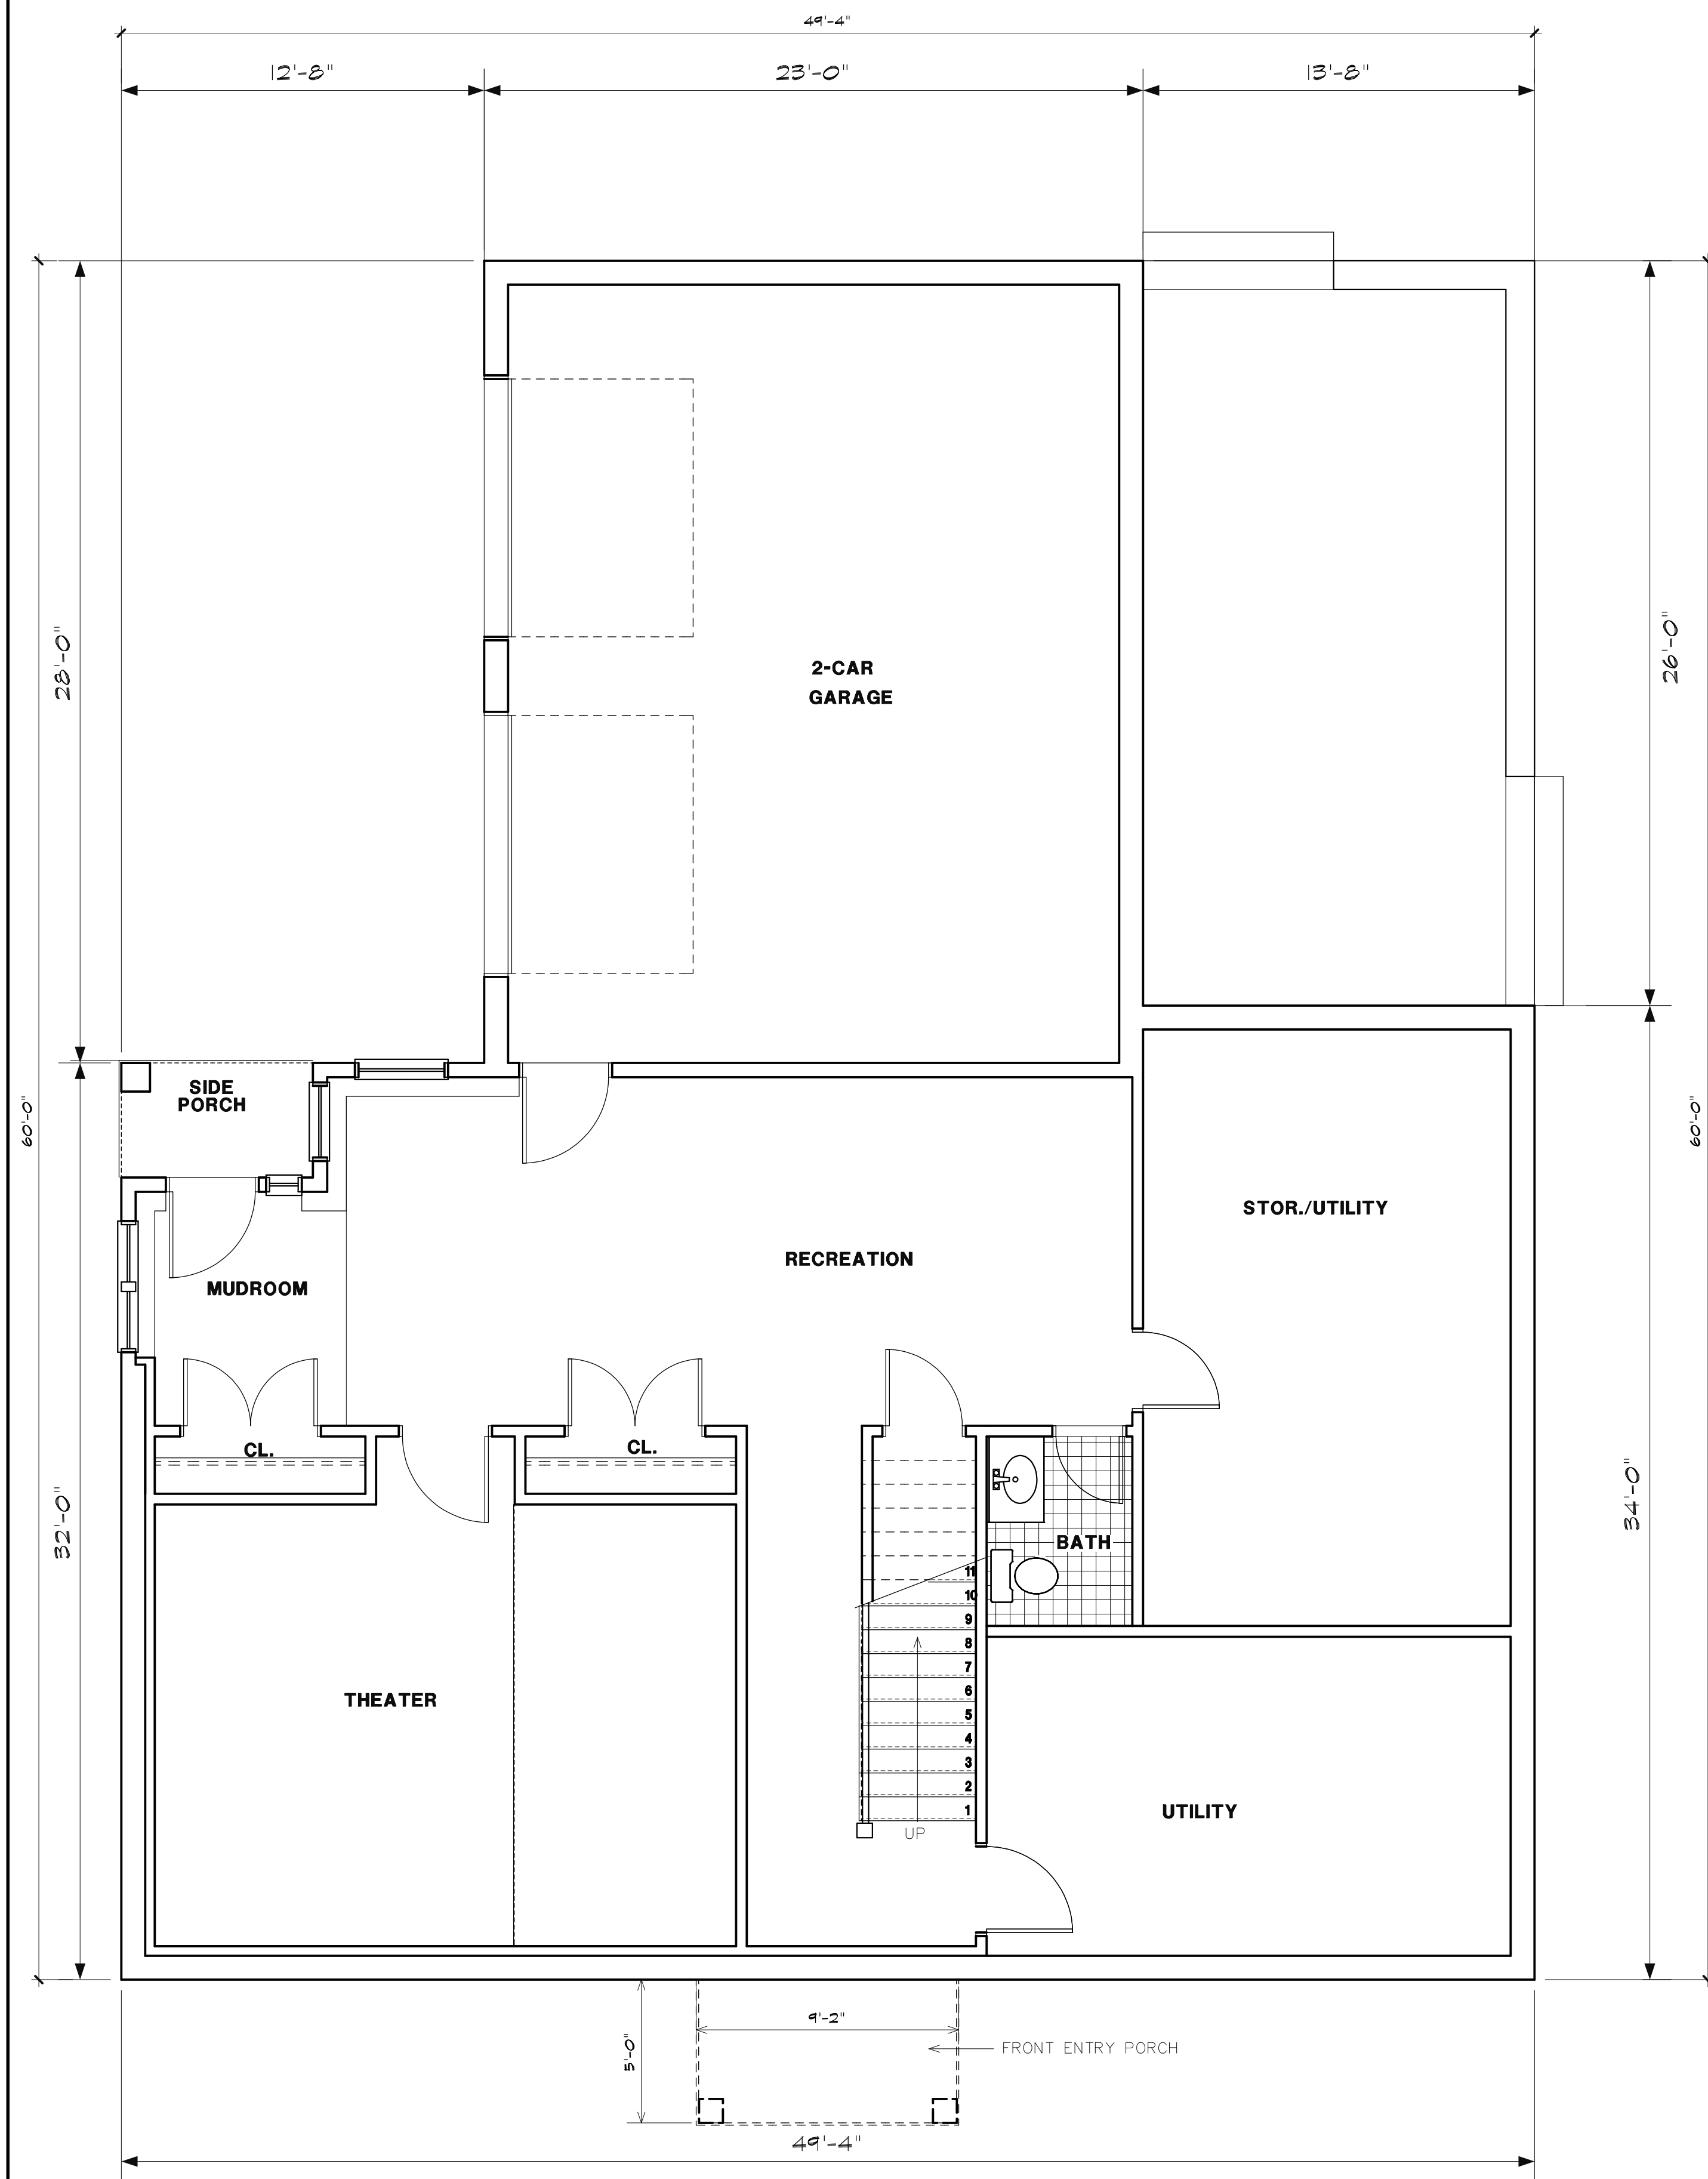 49'-4"
12'-8"
23'-0"
13'-8"
28'-0"
26'-0"
2-CAR
GARAGE
SIDE
PORCH
60'-0"
60'-0"
STOR./UTILITY
RECREATION
MUDROOM
CL.
CL.
32'-0"
34'-0"
BATH
11
10
9
8
7
6
5
4
3
2
1
THEATER
UTILITY
UP
9'-2"
5'-0"
FRONT ENTRY PORCH
49'-4"